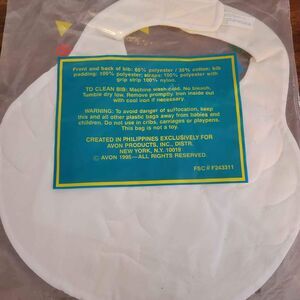 Front and back of bib: 65% polyester / 35% cotton; bib
padding: 100% polyester; straps: 100% polyester with
grip strip 100% nylon.
TO CLEAN BIB: Machine wash cold. No bleach.
Tumble dry low. Remove promptly. Iron inside out
with cool iron if necessary.
WARNING: To avoid danger of suffocation, keep
this and all other plastic bags away from babies and
children. Do not use in cribs, carriages or playpens.
This bag is not a toy.
CREATED IN PHILIPPINES EXCLUSIVELY FOR
AVON PRODUCTS, INC., DISTR.
NEW YORK, N.Y. 10019
© AVON 1995—ALL RIGHTS RESERVED.
FSC # F243311